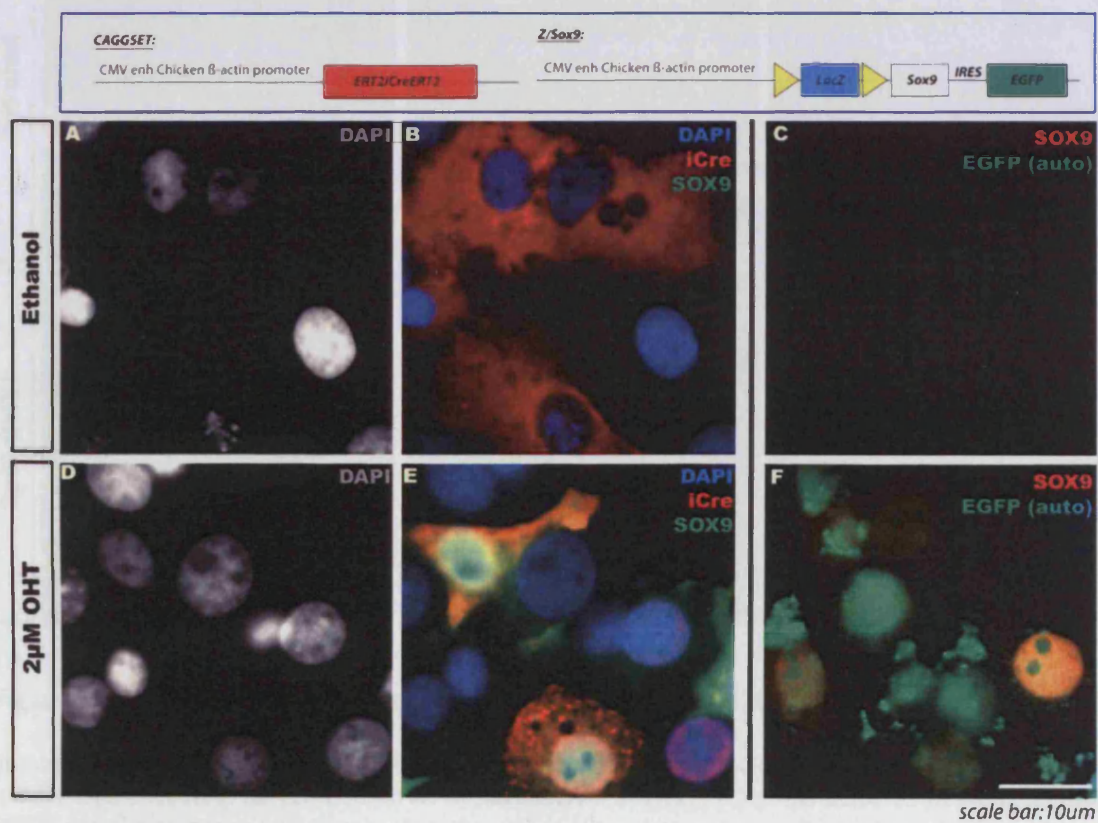 CAGGSET:
CMV enh Chicken ß-actin promoter
ERT2/CreERT2
Z/Sox9:
CMV enh Chicken ß-actin promoter
LacZ
Sox9
IRES
EGFP
Ethanol
A
DAPI
B
DAPI
iCre
SOX9
C
SOX9
EGFP (auto)
2µM OHT
D
DAPI
E
DAPI
iCre
SOX9
F
SOX9
EGFP (auto)
scale bar:10um